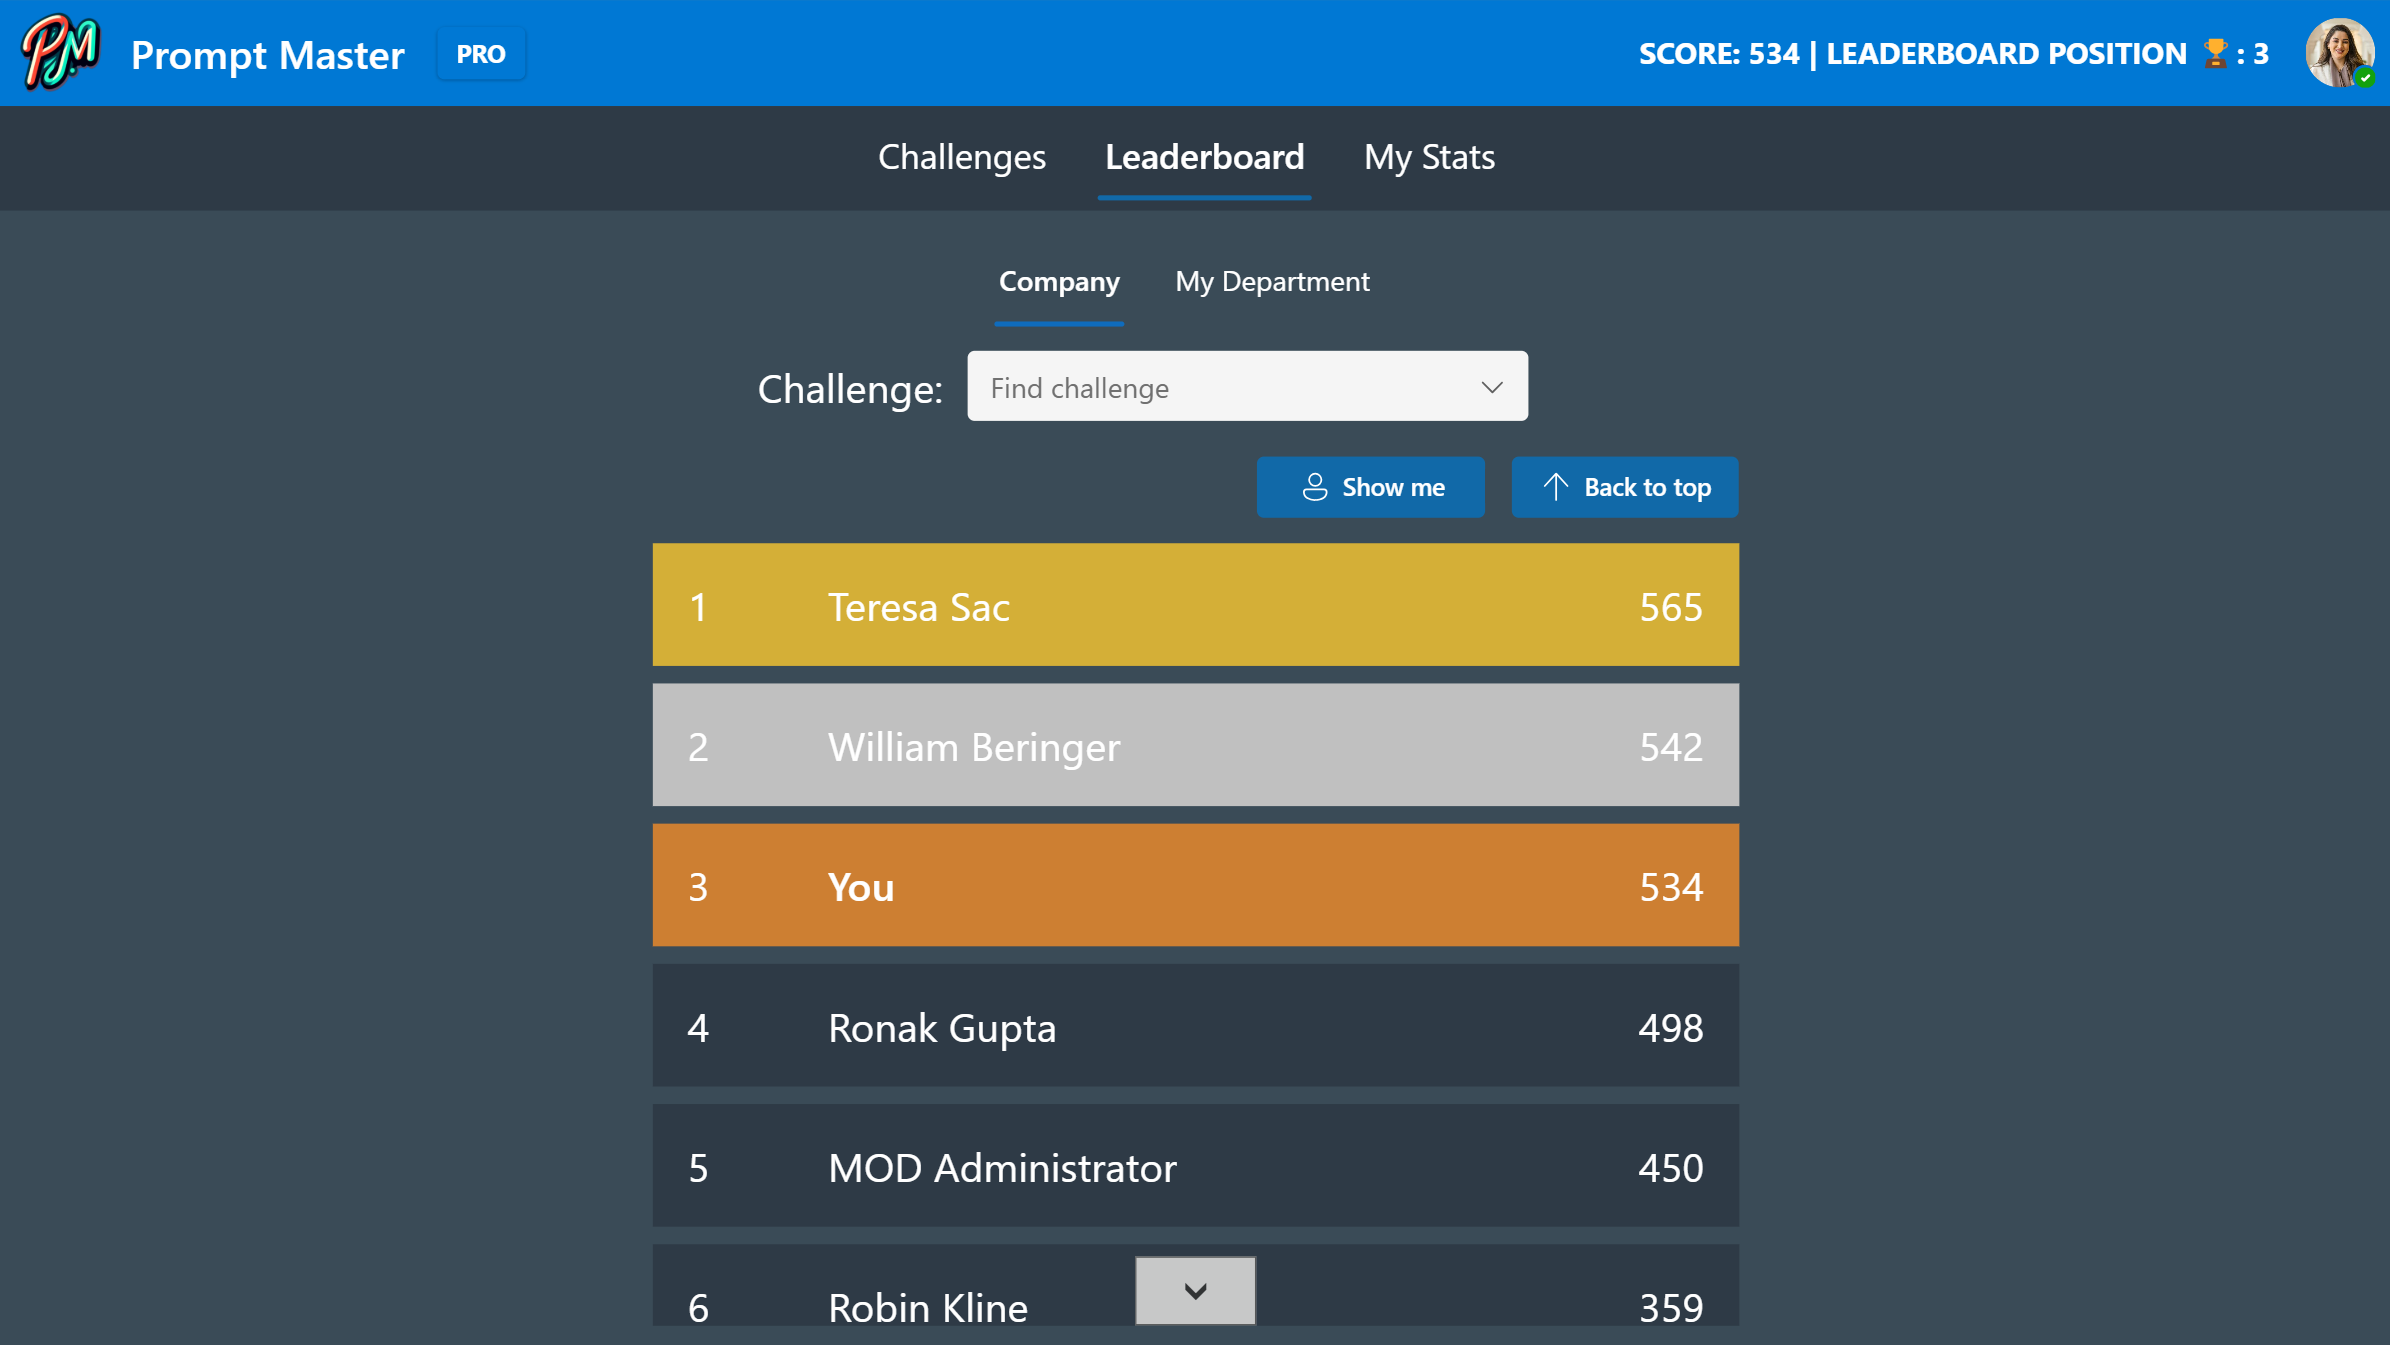 PM Prompt Master PRO SCORE: 534 | LEADERBOARD POSITION 🏆 : 3
Challenges Leaderboard My Stats
Company My Department
Challenge: Find challenge
Show me Back to top
1 Teresa Sac 565
2 William Beringer 542
3 You 534
4 Ronak Gupta 498
5 MOD Administrator 450
6 Robin Kline 359